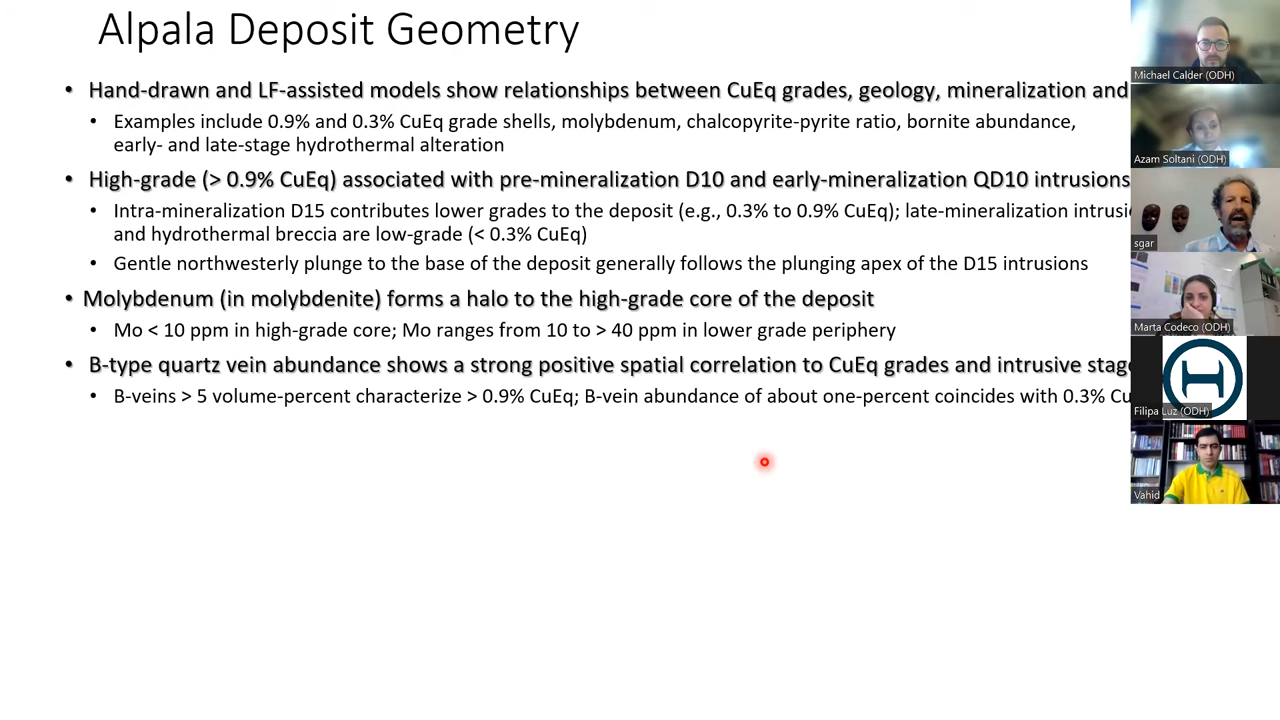 Alpala Deposit Geometry
• Hand-drawn and LF-assisted models show relationships between CuEq grades, geology, mineralization and
• Examples include 0.9% and 0.3% CuEq grade shells, molybdenum, chalcopyrite-pyrite ratio, bornite abundance,
early- and late-stage hydrothermal alteration
• High-grade (> 0.9% CuEq) associated with pre-mineralization D10 and early-mineralization QD10 intrusions
• Intra-mineralization D15 contributes lower grades to the deposit (e.g., 0.3% to 0.9% CuEq); late-mineralization
and hydrothermal breccia are low-grade (< 0.3% CuEq)
• Gentle northwesterly plunge to the base of the deposit generally follows the plunging apex of the D15 intrusions
• Molybdenum (in molybdenite) forms a halo to the high-grade core of the deposit
• Mo < 10 ppm in high-grade core; Mo ranges from 10 to > 40 ppm in lower grade periphery
• B-type quartz vein abundance shows a strong positive spatial correlation to CuEq grades and intrusive
• B-veins > 5 volume-percent characterize > 0.9% CuEq; B-vein abundance of about one-percent coincides with 0.3%
Michael Calder (ODH)
Azam Soltani (ODH)
sgar
Marta Codeco (ODH)
Filipa Luz (ODH)
Vahid